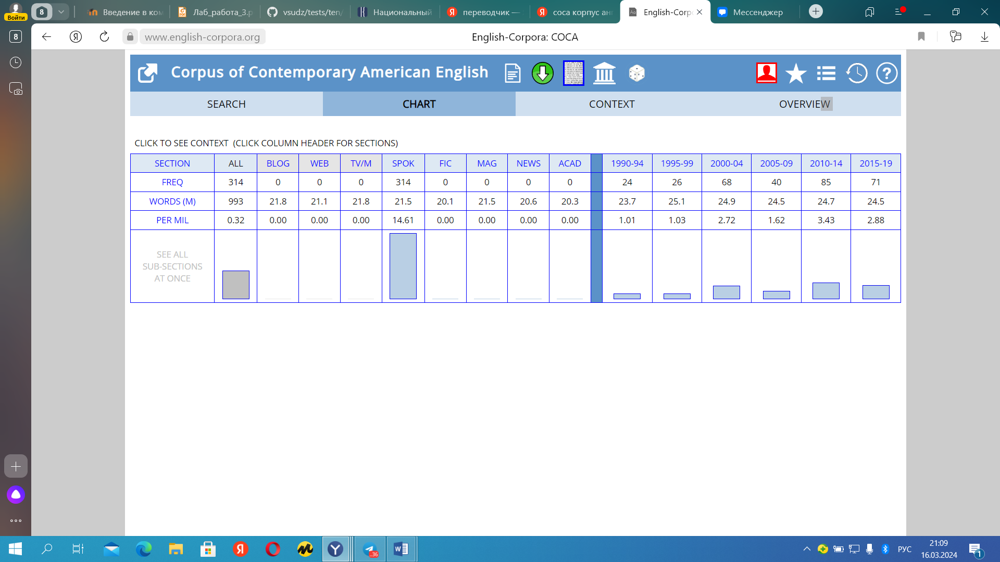 Войти
8
Введение в ком
Лаб_работа_3.p
vsudz/tests/ten/
Национальный
переводчик —
соса корпус анг
English-Corpo
Мессенджер
8
www.english-corpora.org
English-Corpora: COCA
Corpus of Contemporary American English
SEARCH CHART CONTEXT OVERVIEW
CLICK TO SEE CONTEXT (CLICK COLUMN HEADER FOR SECTIONS)
SECTION ALL BLOG WEB TV/M SPOK FIC MAG NEWS ACAD 1990-94 1995-99 2000-04 2005-09 2010-14 2015-19
FREQ 314 0 0 0 314 0 0 0 0 24 26 68 40 85 71
WORDS (M) 993 21.8 21.1 21.8 21.5 20.1 21.5 20.6 20.3 23.7 25.1 24.9 24.5 24.7 24.5
PER MIL 0.32 0.00 0.00 0.00 14.61 0.00 0.00 0.00 0.00 1.01 1.03 2.72 1.62 3.43 2.88
SEE ALL
SUB-SECTIONS
AT ONCE
..36
РУС
21:09
16.03.2024
1